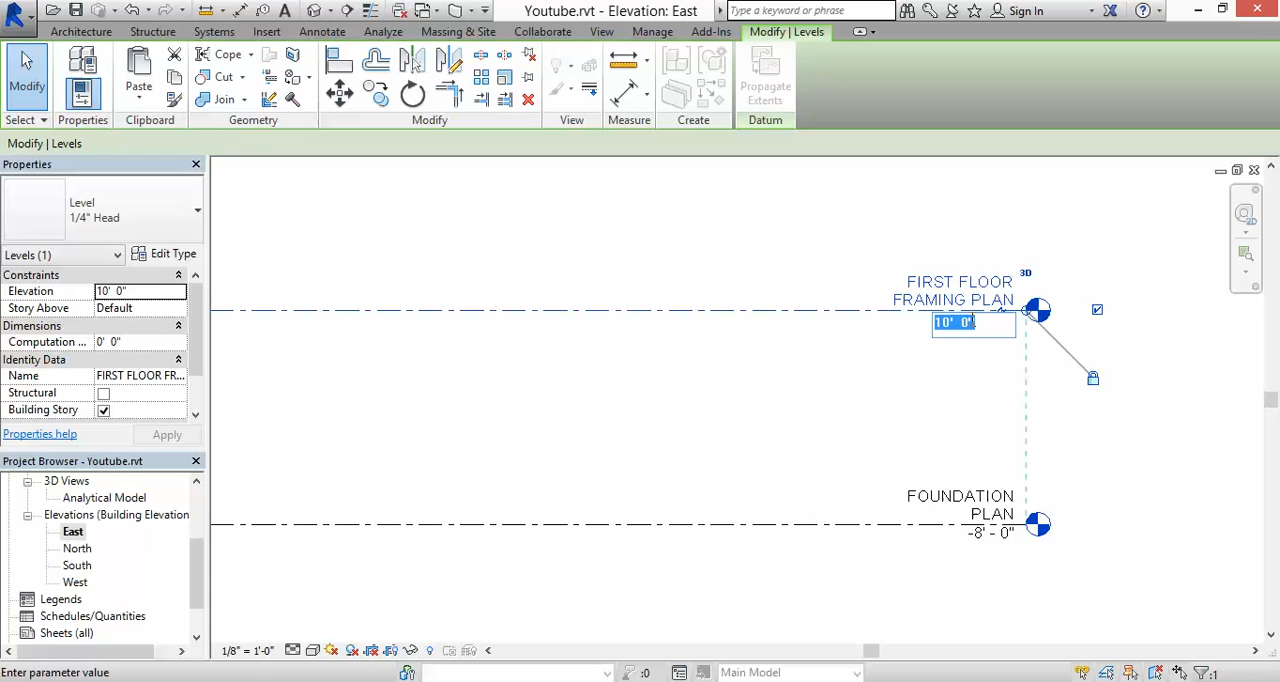 Youtube.rvt - Elevation: East
Type a keyword or phrase
Sign In
Architecture Structure Systems Insert Annotate Analyze Massing & Site Collaborate View Manage Add-Ins Modify | Levels
Modify
Paste
Cope
Cut
Join
Propagate
Extents
Select Properties Clipboard Geometry Modify View Measure Create Datum
Modify | Levels
Properties
Level
1/4" Head
Levels (1) Edit Type
Constraints
Elevation 10' 0"
Story Above Default
Dimensions
Computation ... 0' 0"
Identity Data
Name FIRST FLOOR FR...
Structural
Building Story
Properties help Apply
Project Browser - Youtube.rvt
3D Views
Analytical Model
Elevations (Building Elevation
East
North
South
West
Legends
Schedules/Quantities
Sheets (all)
3D
FIRST FLOOR
FRAMING PLAN
10' 0"
FOUNDATION
PLAN
-8' - 0"
2D
1/8" = 1'-0"
Enter parameter value
:0
Main Model
:1